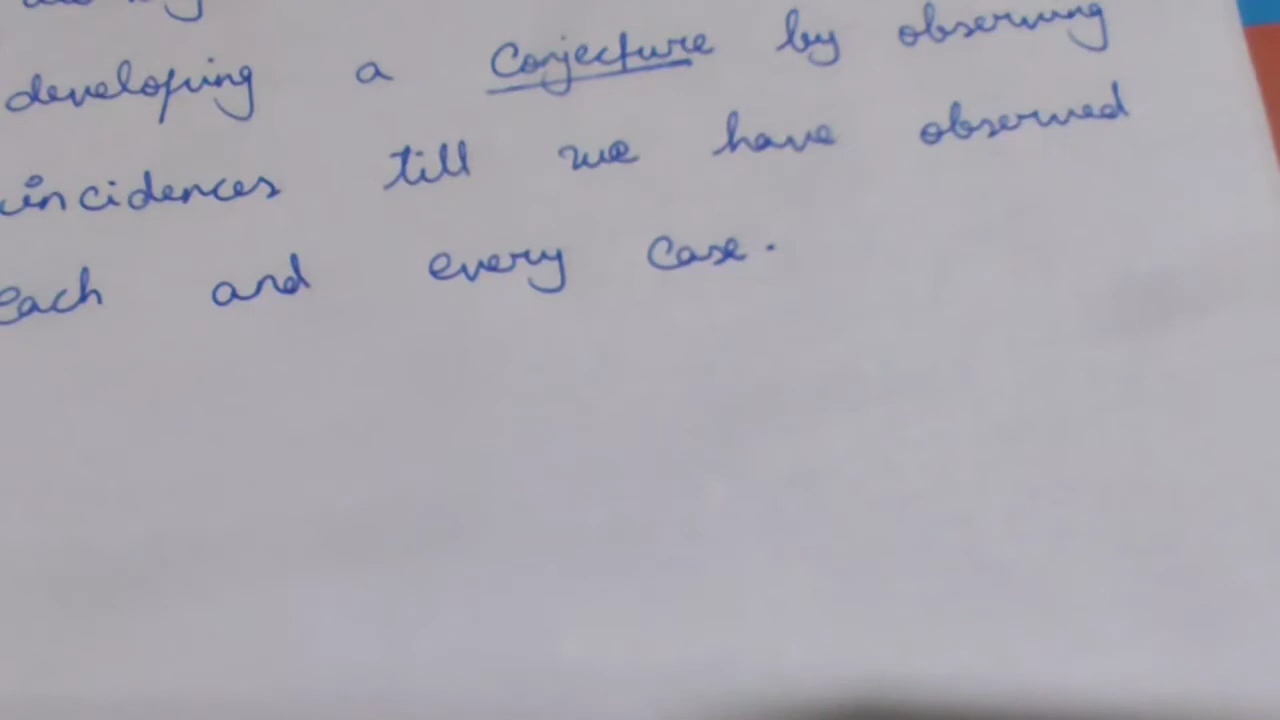 developing a Conjecture by observing
incidences till we have observed
each and every case.